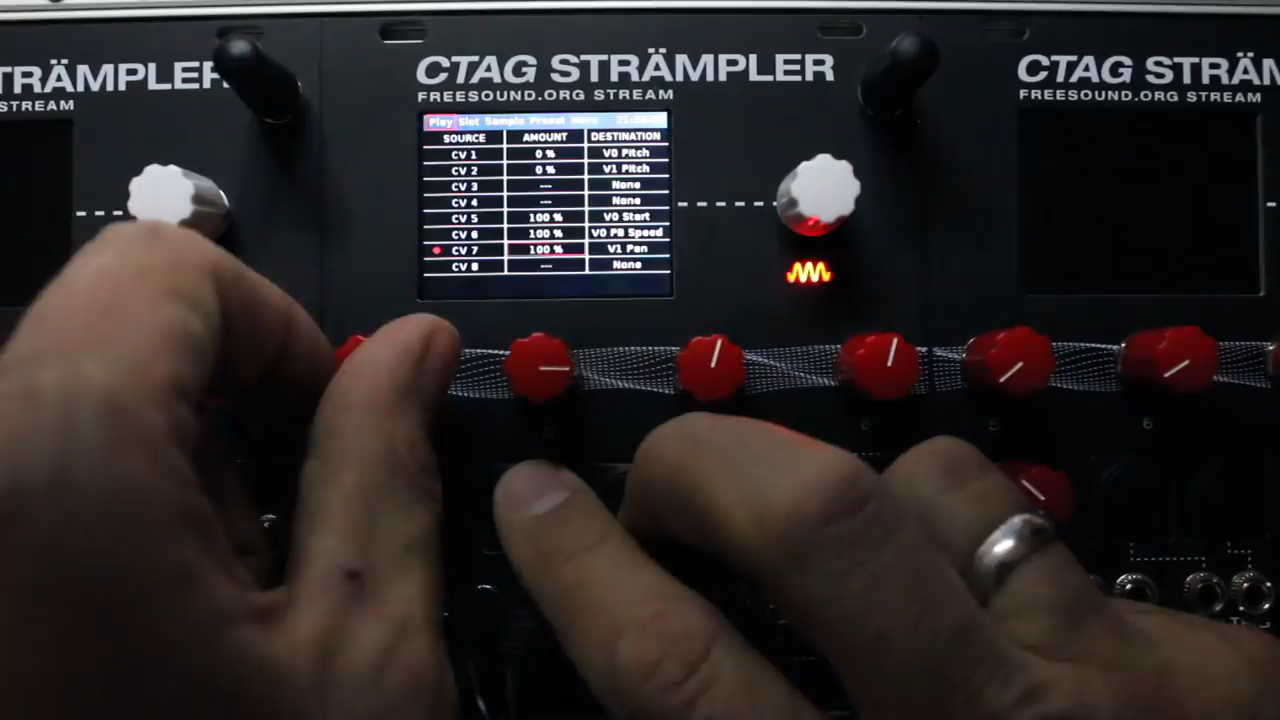 TRÄMPLER
STREAM
CTAG STRÄMPLER
FREESOUND.ORG STREAM
CTAG STRÄM
FREESOUND.ORG STREAM
Play Slot Sample Preset
SOURCE AMOUNT DESTINATION
CV 1 0 % V0 Pitch
CV 2 0 % V1 Pitch
CV 3 --- None
CV 4 --- None
CV 5 100 % V0 Start
CV 6 100 % V0 PB Speed
CV 7 100 % V1 Pan
CV 8 --- None
5
6